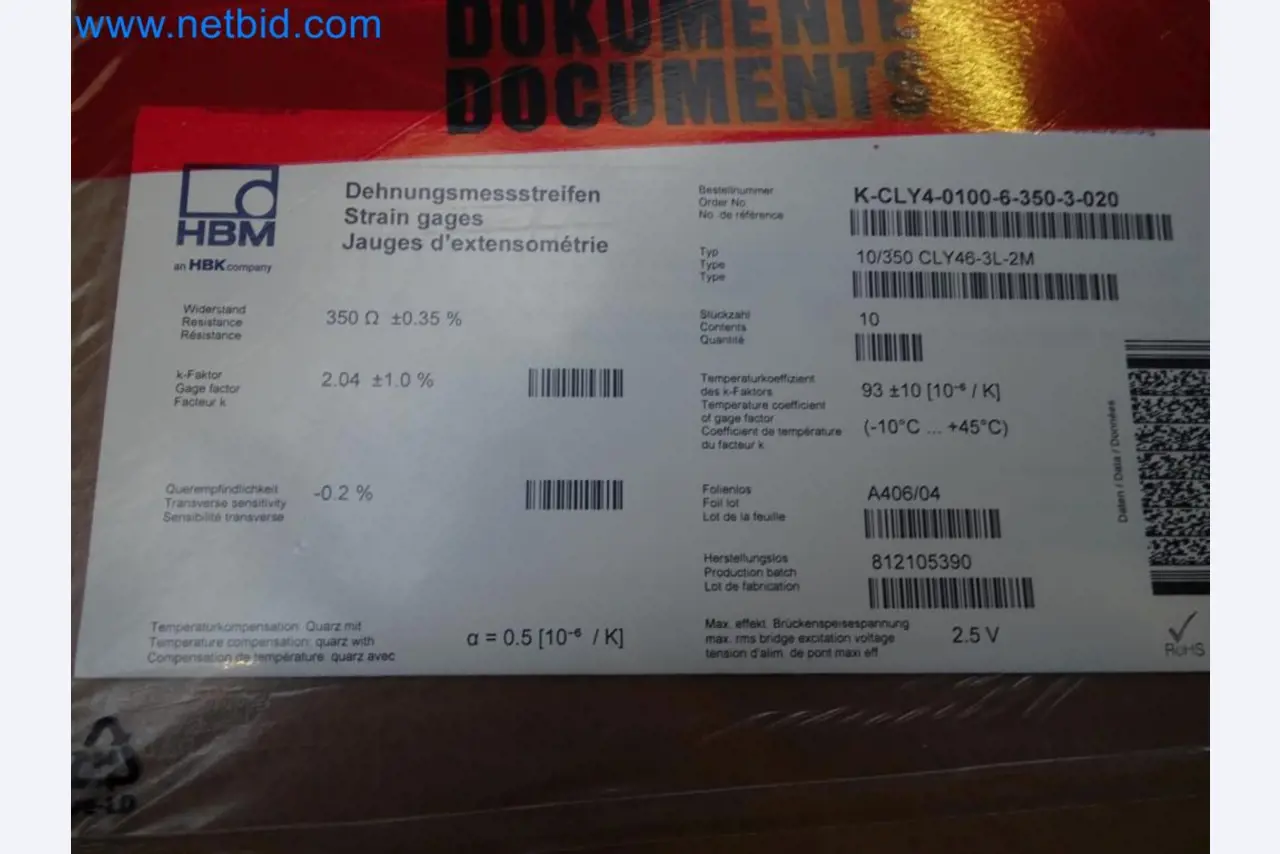 www.netbid.com
DOKUMENTE
DOCUMENTS
HBM
an HBK company
Dehnungsmessstreifen
Strain gages
Jauges d'extensométrie
Widerstand
Resistance
Résistance
350 Ω ±0.35 %
k-Faktor
Gage factor
Facteur k
2.04 ±1.0 %
Querempfindlichkeit
Transverse sensitivity
Sensibilité transverse
-0.2 %
Temperaturkompensation: Quarz mit
Temperature compensation: quarz with
Compensation de température: quarz avec
α = 0.5 [10⁻⁶ / K]
Bestellnummer
Order No
No. de référence
K-CLY4-0100-6-350-3-020
Typ
Type
Type
10/350 CLY46-3L-2M
Stückzahl
Contents
Quantité
10
Temperaturkoeffizient
des k-Faktors
Temperature coefficient
of gage factor
Coefficient de température
du facteur k
93 ±10 [10⁻⁶ / K]
(-10°C ... +45°C)
Folienlos
Foil lot
Lot de la feuille
A406/04
Herstellungslos
Production batch
Lot de fabrication
812105390
Max. effekt. Brückenspeisespannung
max. rms bridge excitation voltage
tension d'alim. de pont maxi eff
2.5 V
Daten / Data / Données
RoHS